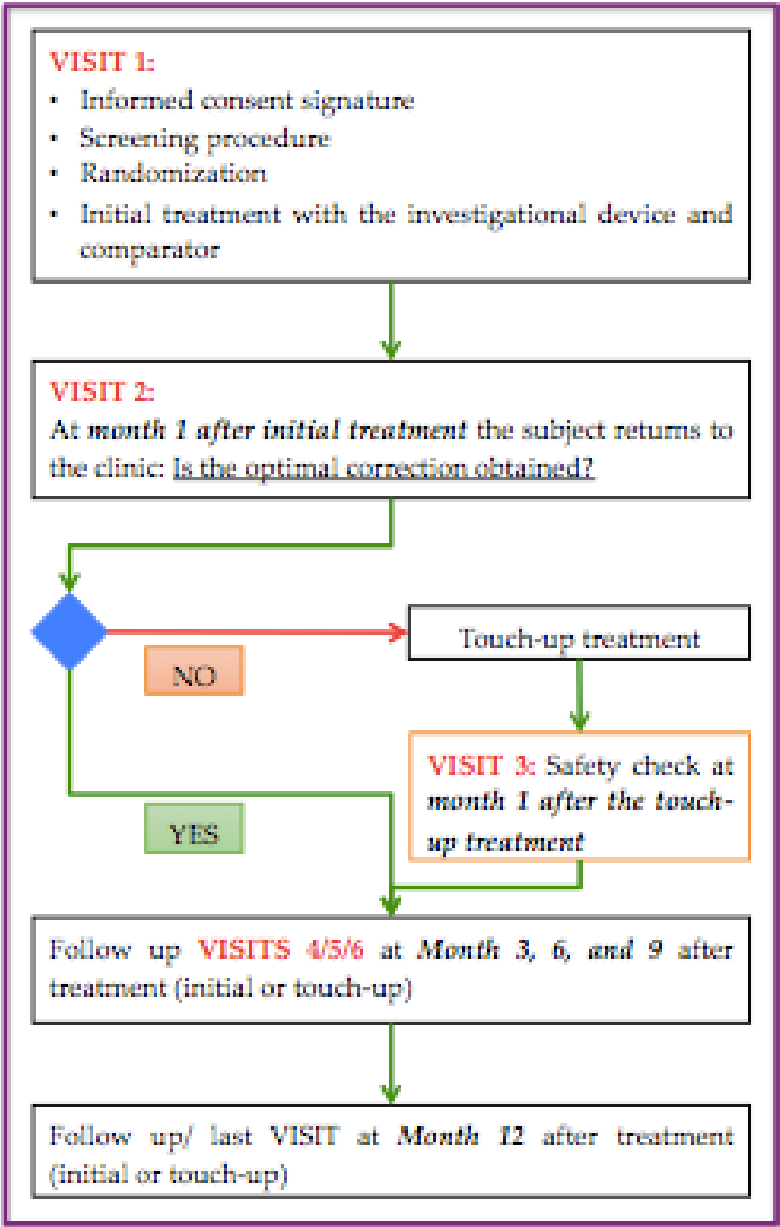 VISIT 1:
• Informed consent signature
• Screening procedure
• Randomization
• Initial treatment with the investigational device and
comparator
VISIT 2:
At month 1 after initial treatment the subject returns to
the clinic: Is the optimal correction obtained?
Touch-up treatment
NO
VISIT 3: Safety check at
month 1 after the touch-
up treatment
YES
Follow up VISITS 4/5/6 at Month 3, 6, and 9 after
treatment (initial or touch-up)
Follow up/ last VISIT at Month 12 after treatment
(initial or touch-up)